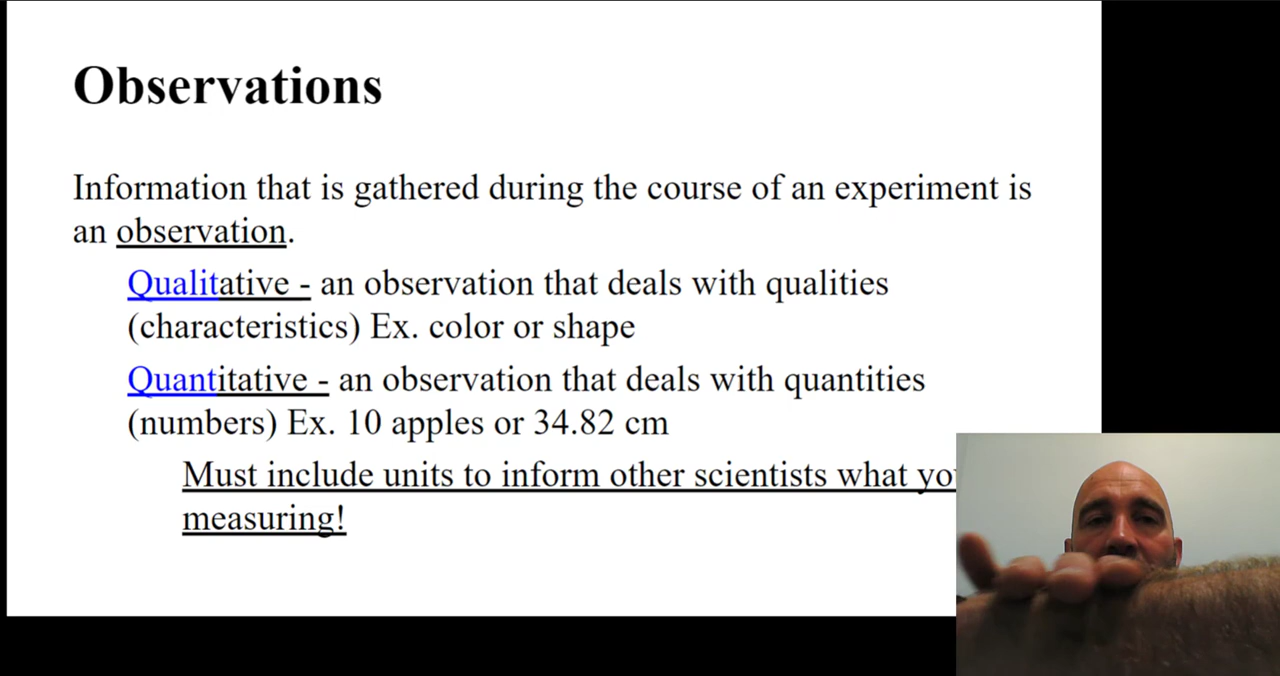 Observations
Information that is gathered during the course of an experiment is
an observation.
Qualitative - an observation that deals with qualities
(characteristics) Ex. color or shape
Quantitative - an observation that deals with quantities
(numbers) Ex. 10 apples or 34.82 cm
Must include units to inform other scientists what
measuring!